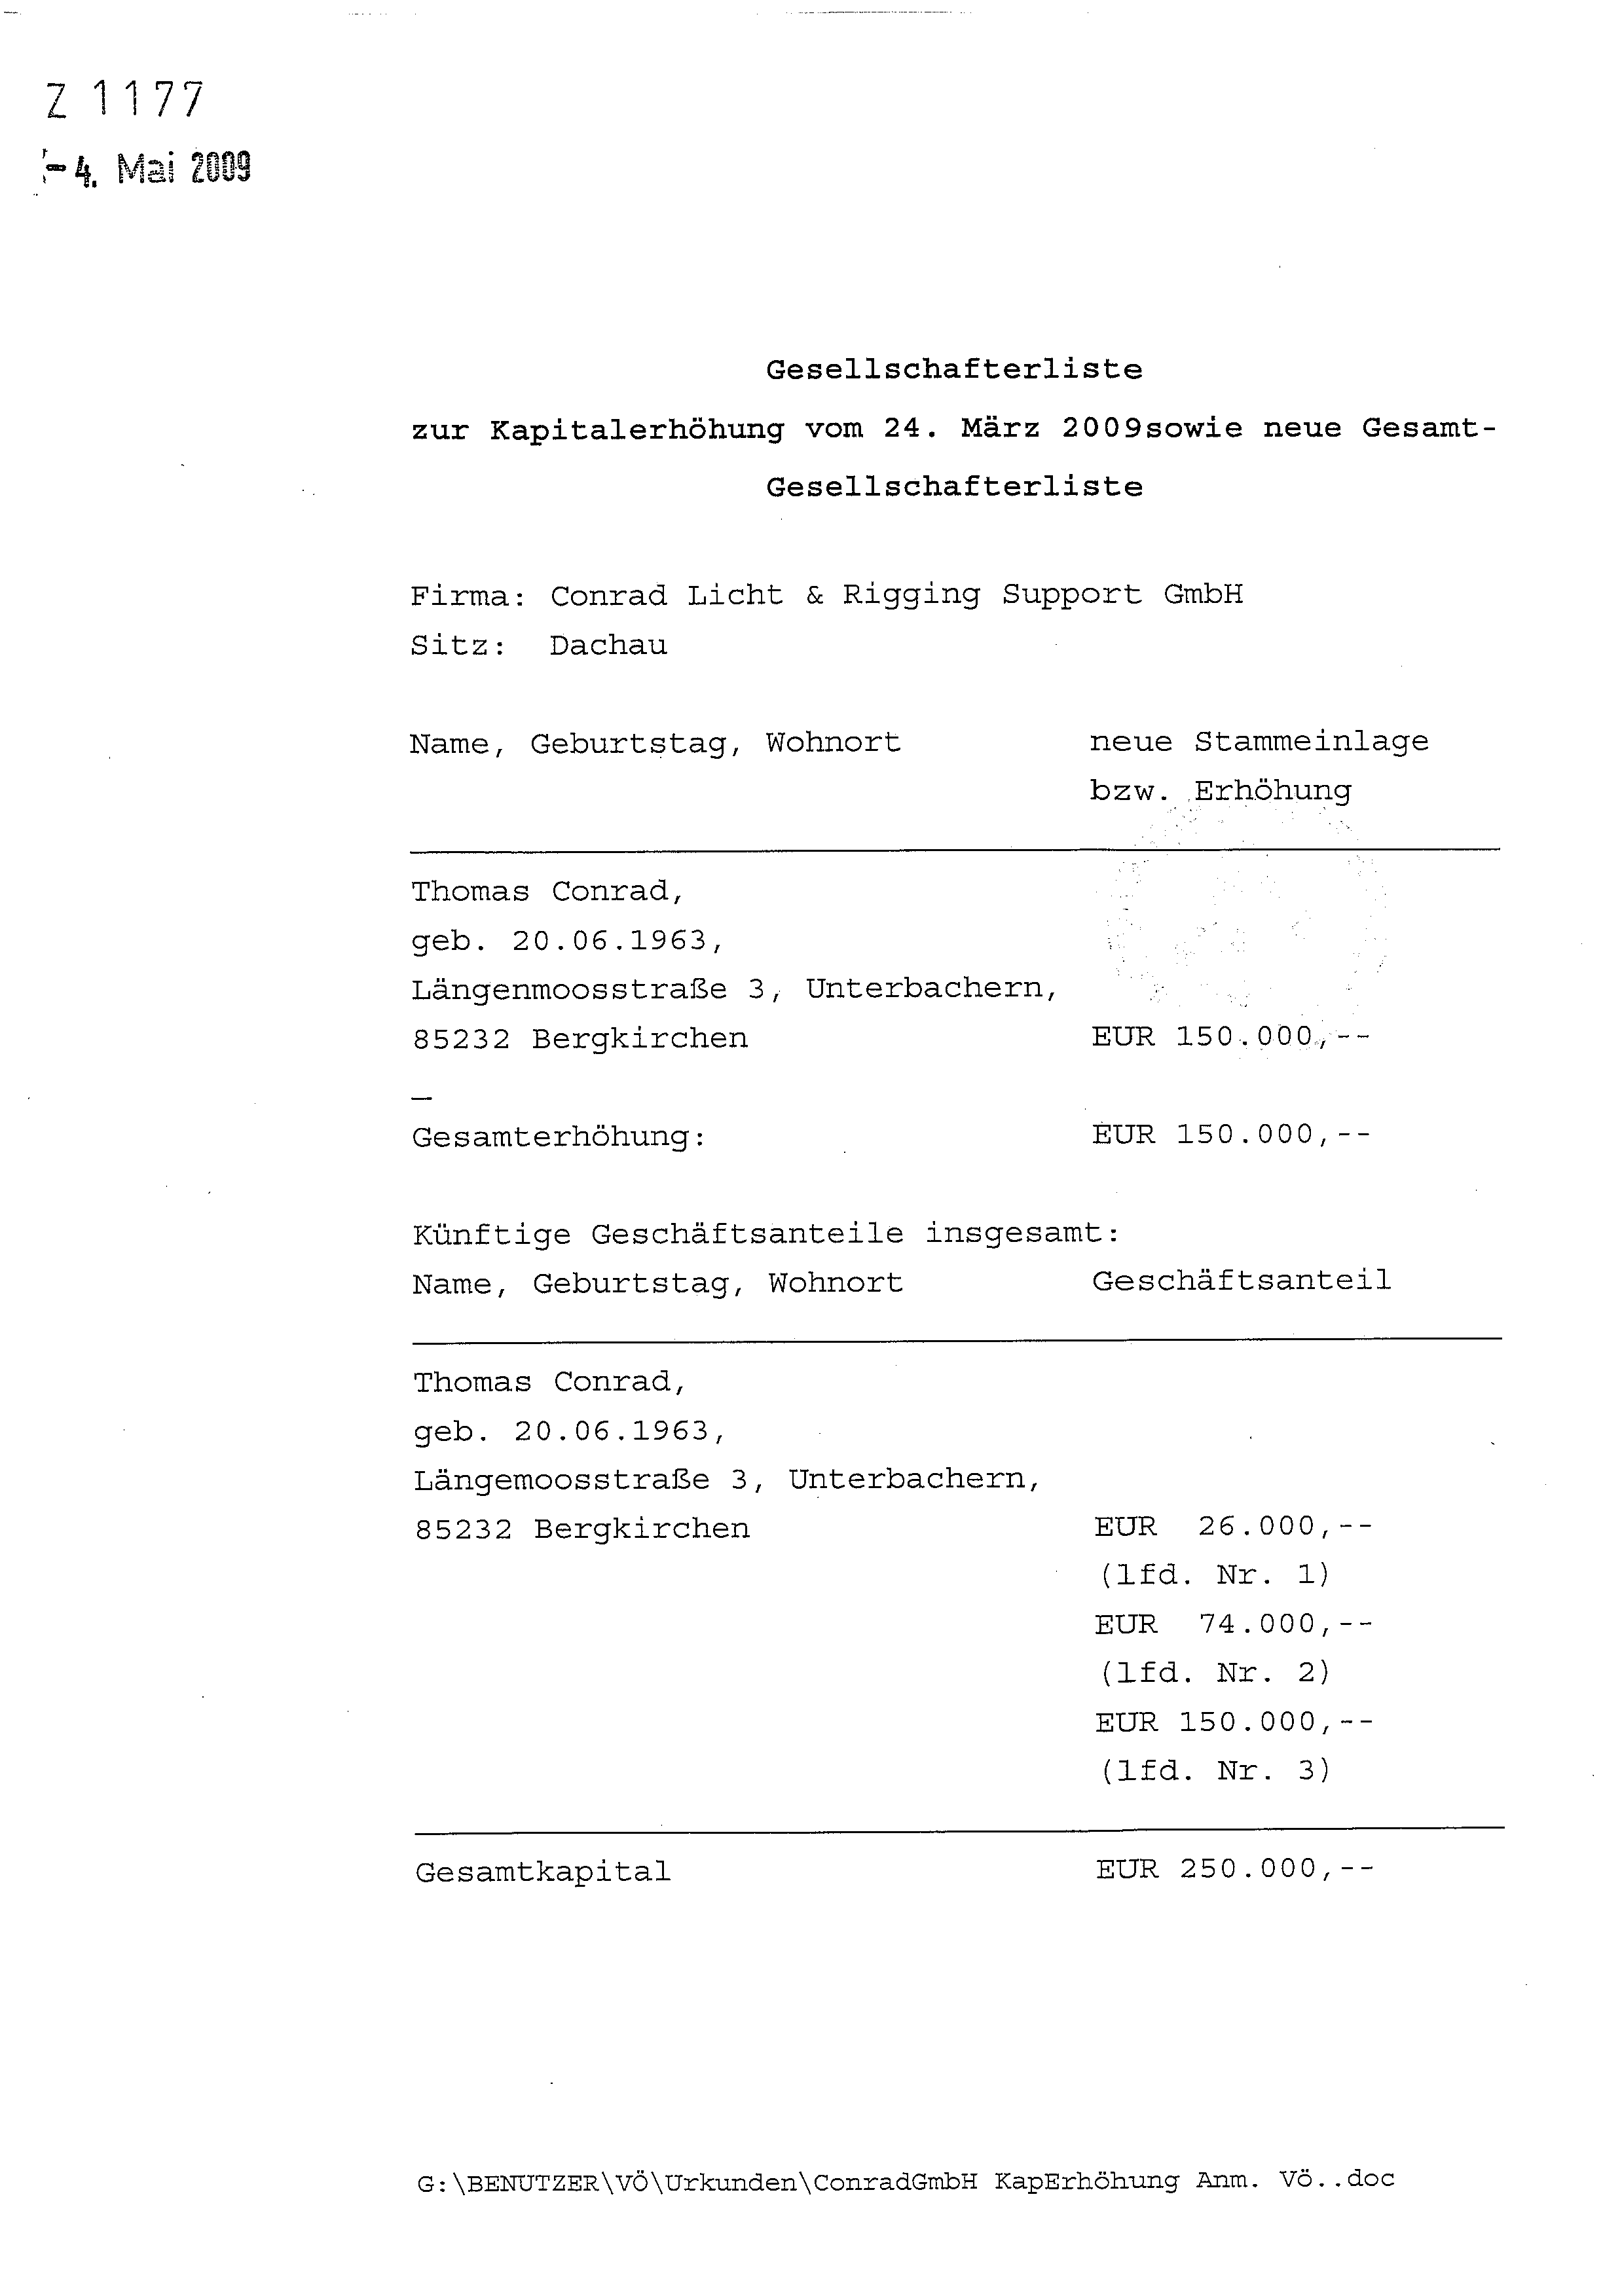 Z 1177
-4. Mai 2009
Gesellschafterliste
zur Kapitalerhöhung vom 24. März 2009sowie neue Gesamt-
Gesellschafterliste
Firma: Conrad Licht & Rigging Support GmbH
Sitz: Dachau
Name, Geburtstag, Wohnort neue Stammeinlage
bzw. Erhöhung
Thomas Conrad,
geb. 20.06.1963,
Längenmoosstraße 3, Unterbachern,
85232 Bergkirchen EUR 150.000,--
Gesamterhöhung: EUR 150.000,--
Künftige Geschäftsanteile insgesamt:
Name, Geburtstag, Wohnort Geschäftsanteil
Thomas Conrad,
geb. 20.06.1963,
Längemoosstraße 3, Unterbachern,
85232 Bergkirchen EUR 26.000,--
(lfd. Nr. 1)
EUR 74.000,--
(lfd. Nr. 2)
EUR 150.000,--
(lfd. Nr. 3)
Gesamtkapital EUR 250.000,--
G:\BENUTZER\VÖ\Urkunden\ConradGmbH KapErhöhung Anm. Vö..doc